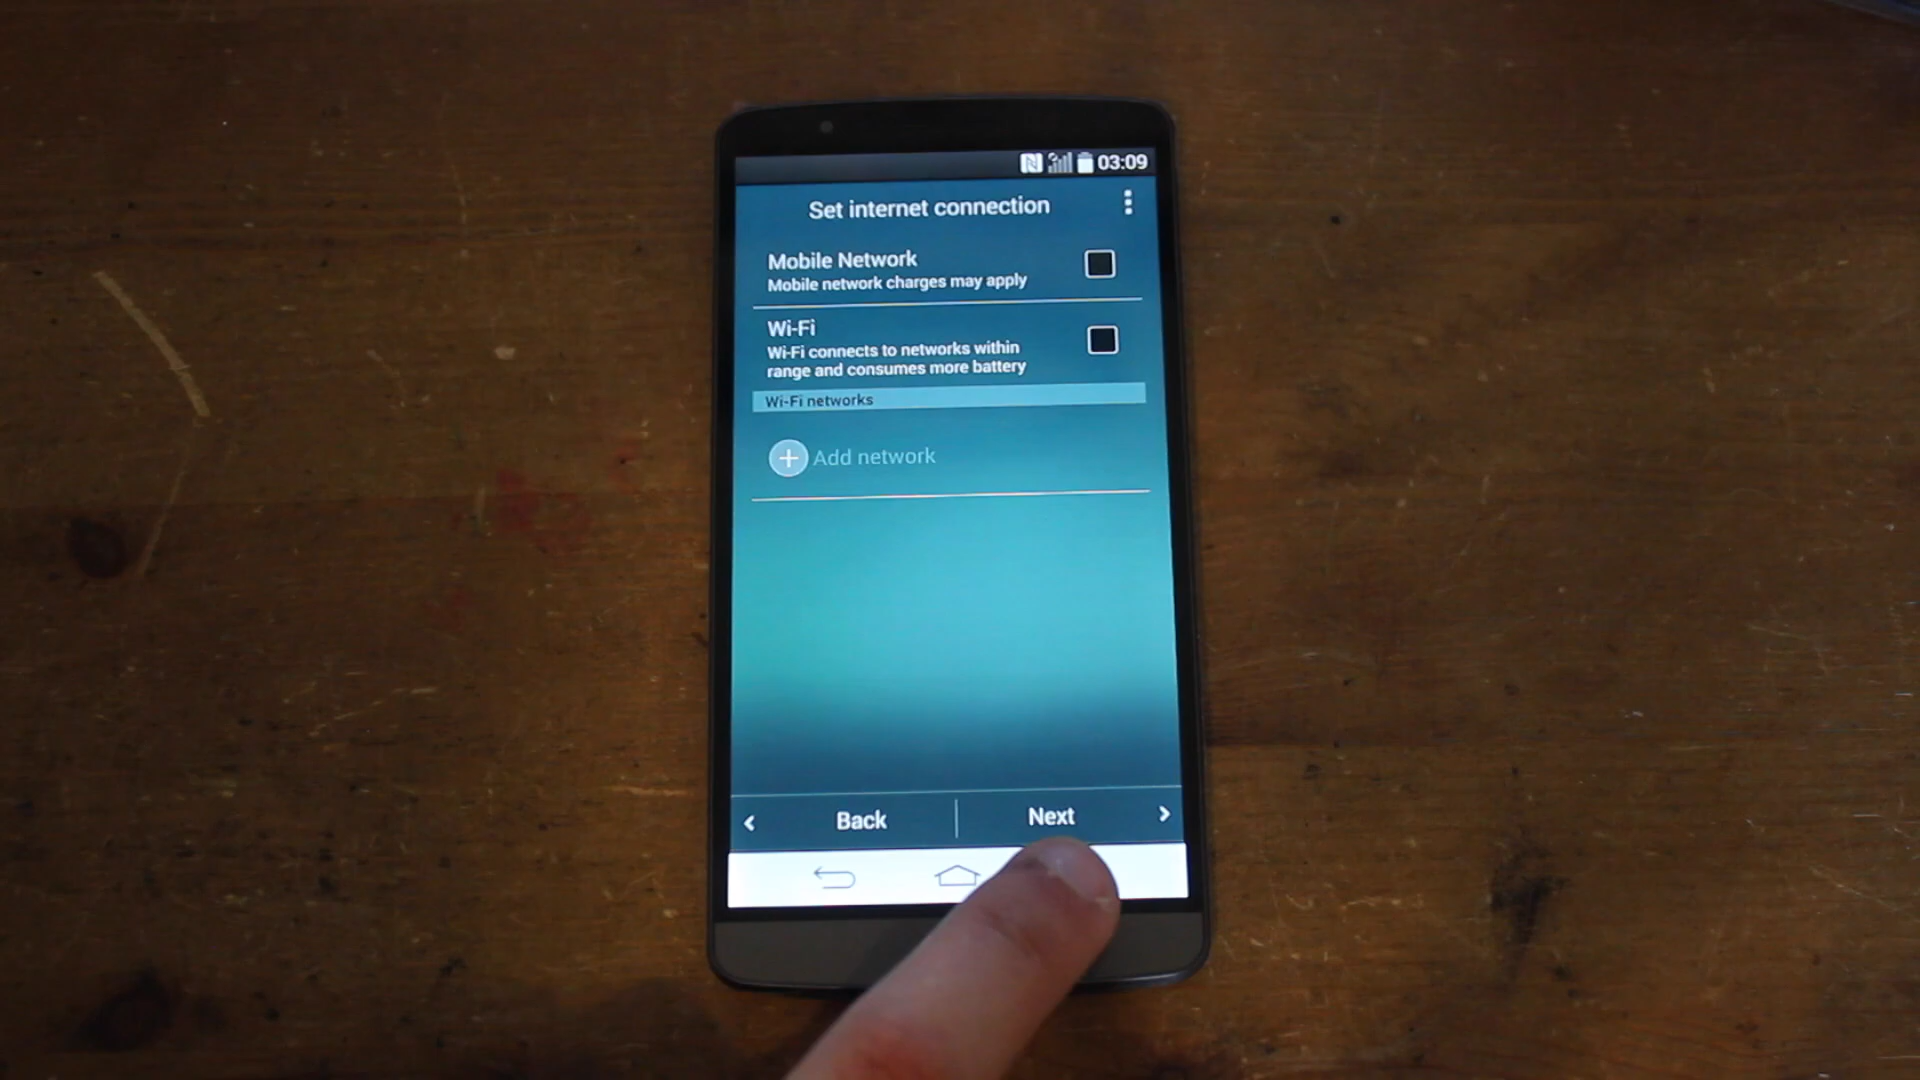 03:09
Set internet connection
Mobile Network
Mobile network charges may apply
Wi-Fi
Wi-Fi connects to networks within
range and consumes more battery
Wi-Fi networks
Add network
Back
Next